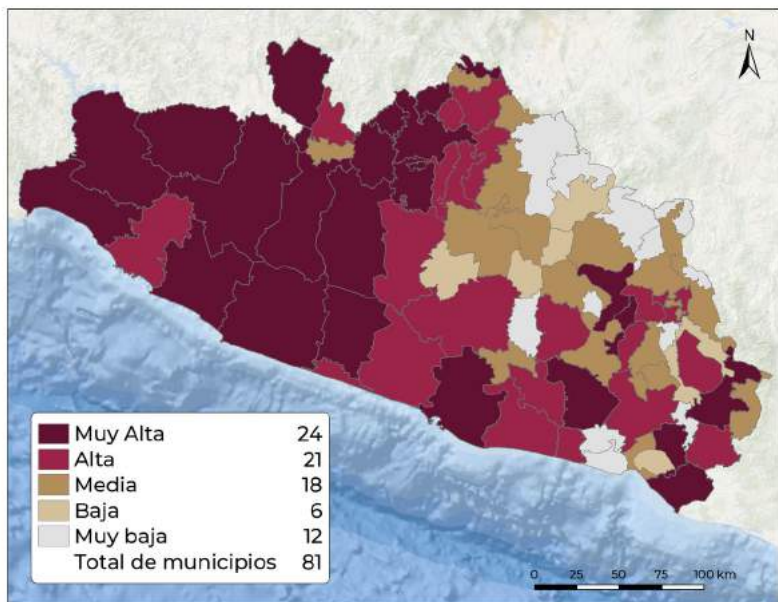 N
Muy Alta 24
Alta 21
Media 18
Baja 6
Muy baja 12
Total de municipios 81
0 25 50 75 100 km